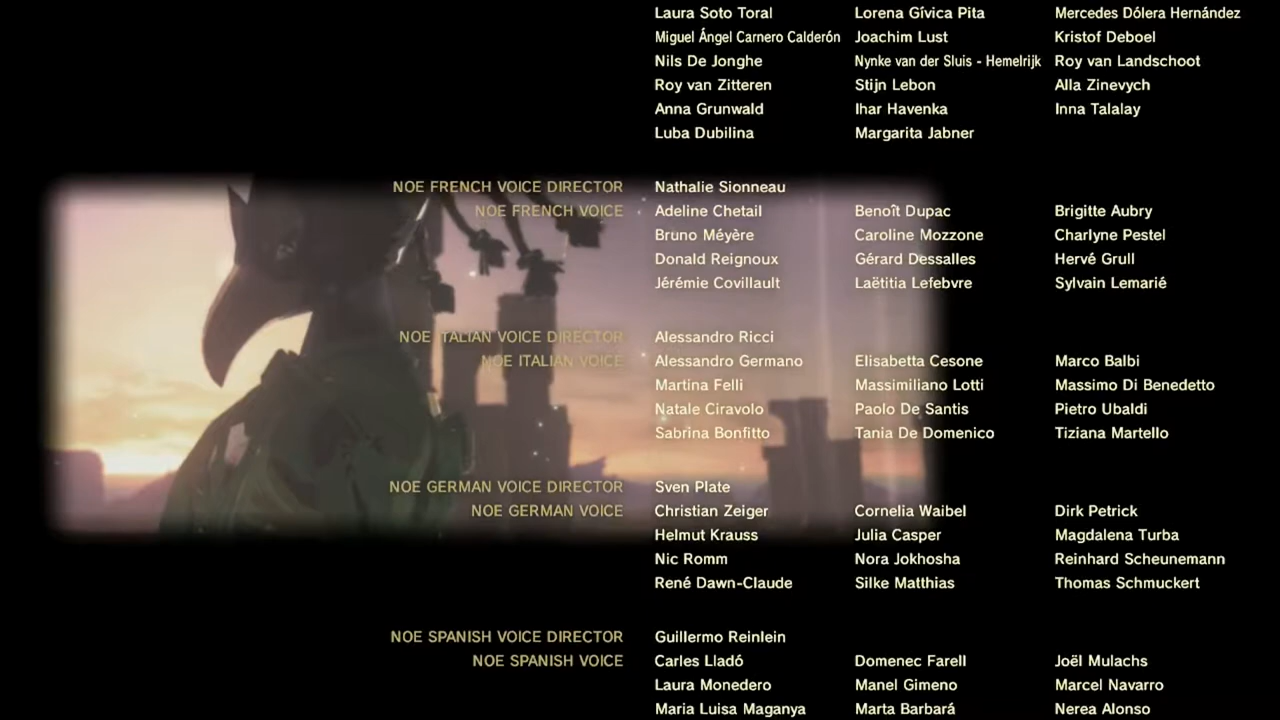 Laura Soto Toral Lorena Gívica Pita Mercedes Dólera Hernández
Miguel Ángel Carnero Calderón Joachim Lust Kristof Deboel
Nils De Jonghe Nynke van der Sluis - Hemelrijk Roy van Landschoot
Roy van Zitteren Stijn Lebon Alla Zinevych
Anna Grunwald Ihar Havenka Inna Talalay
Luba Dubilina Margarita Jabner
NOE FRENCH VOICE DIRECTOR Nathalie Sionneau
NOE FRENCH VOICE Adeline Chetail Benoît Dupac Brigitte Aubry
Bruno Méyère Caroline Mozzone Charlyne Pestel
Donald Reignoux Gérard Dessalles Hervé Grull
Jérémie Covillault Laëtitia Lefebvre Sylvain Lemarié
NOE ITALIAN VOICE DIRECTOR Alessandro Ricci
NOE ITALIAN VOICE Alessandro Germano Elisabetta Cesone Marco Balbi
Martina Felli Massimiliano Lotti Massimo Di Benedetto
Natale Ciravolo Paolo De Santis Pietro Ubaldi
Sabrina Bonfitto Tania De Domenico Tiziana Martello
NOE GERMAN VOICE DIRECTOR Sven Plate
NOE GERMAN VOICE Christian Zeiger Cornelia Waibel Dirk Petrick
Helmut Krauss Julia Casper Magdalena Turba
Nic Romm Nora Jokhosha Reinhard Scheunemann
René Dawn-Claude Silke Matthias Thomas Schmuckert
NOE SPANISH VOICE DIRECTOR Guillermo Reinlein
NOE SPANISH VOICE Carles Lladó Domenec Farell Joël Mulachs
Laura Monedero Manel Gimeno Marcel Navarro
Maria Luisa Maganya Marta Barbará Nerea Alonso